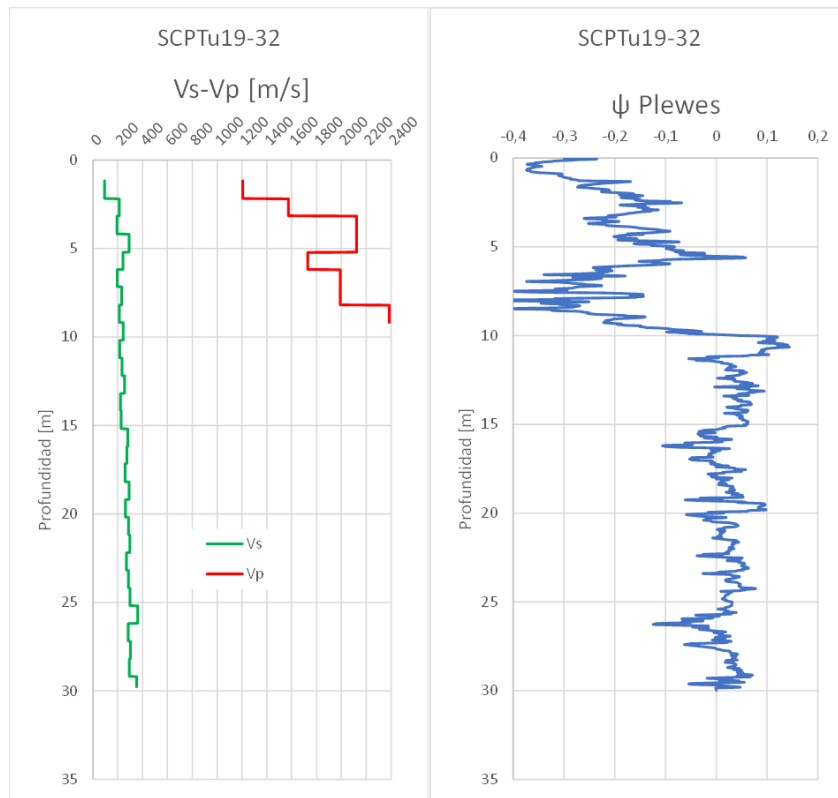 SCPTu19-32
Vs-Vp [m/s]
0 200 400 600 800 1000 1200 1400 1600 1800 2000 2200 2400
0
5
10
15
20
25
30
35
Profundidad [m]
Vs
Vp
SCPTu19-32
ψ Plewes
-0,4 -0,3 -0,2 -0,1 0 0,1 0,2
0
5
10
15
20
25
30
35
Profundidad [m]